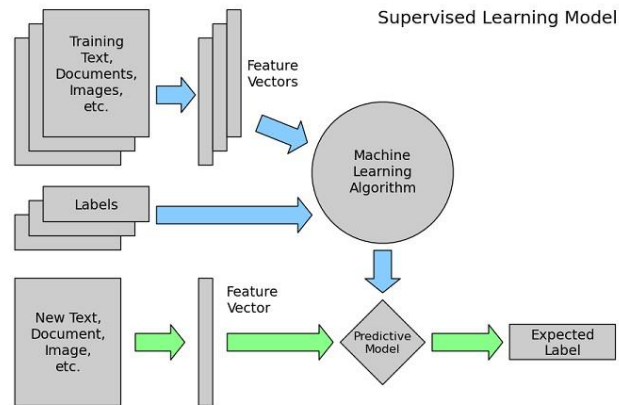 Supervised Learning Model
Training
Text,
Documents,
Images,
etc.
Feature
Vectors
Machine
Learning
Algorithm
Labels
New Text,
Document,
Image,
etc.
Feature
Vector
Predictive
Model
Expected
Label